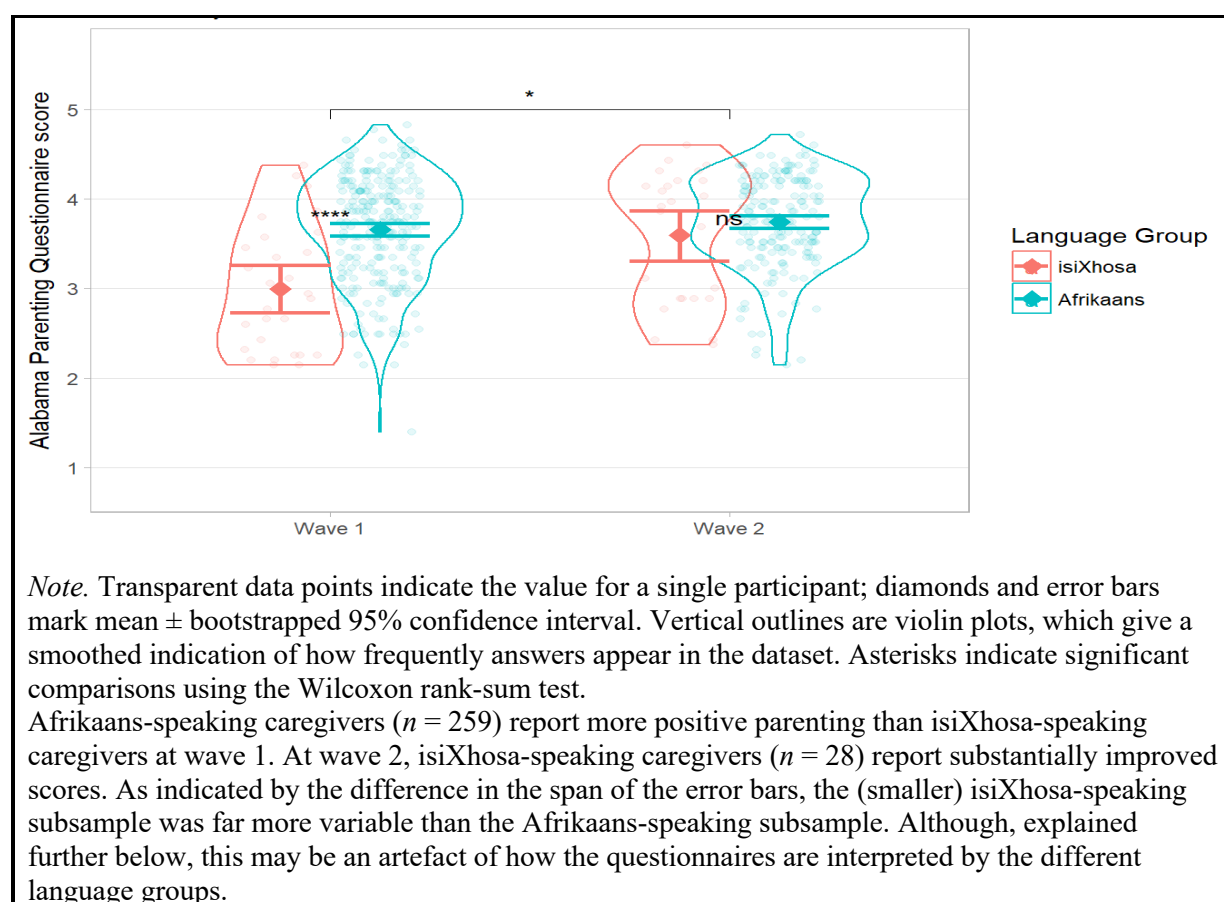 *
5
4
3
2
1
Alabama Parenting Questionnaire score
****
ns
Language Group
isiXhosa
Afrikaans
Wave 1 Wave 2
Note. Transparent data points indicate the value for a single participant; diamonds and error bars
mark mean ± bootstrapped 95% confidence interval. Vertical outlines are violin plots, which give a
smoothed indication of how frequently answers appear in the dataset. Asterisks indicate significant
comparisons using the Wilcoxon rank-sum test.
Afrikaans-speaking caregivers (n = 259) report more positive parenting than isiXhosa-speaking
caregivers at wave 1. At wave 2, isiXhosa-speaking caregivers (n = 28) report substantially improved
scores. As indicated by the difference in the span of the error bars, the (smaller) isiXhosa-speaking
subsample was far more variable than the Afrikaans-speaking subsample. Although, explained
further below, this may be an artefact of how the questionnaires are interpreted by the different
language groups.